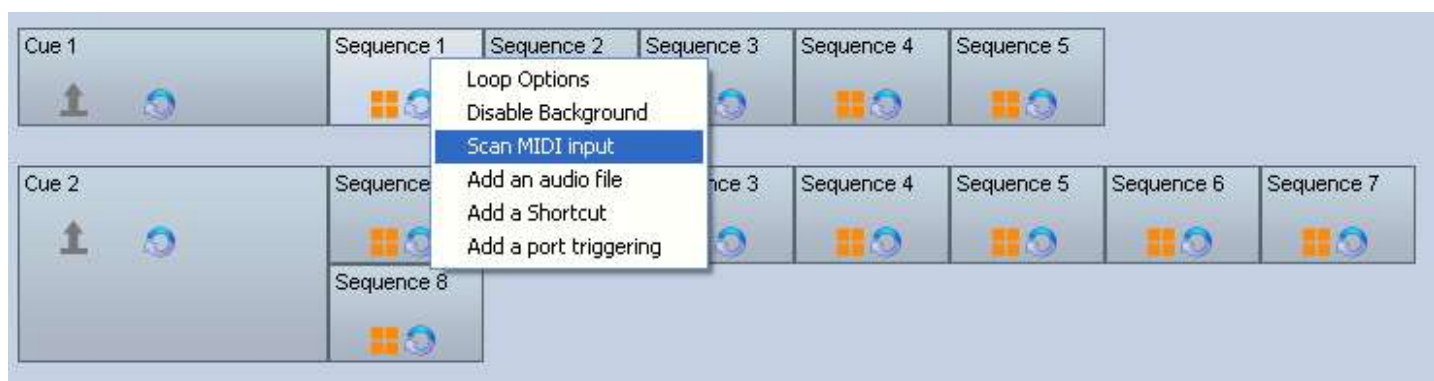 Cue 1
Sequence 1 Sequence 2 Sequence 3 Sequence 4 Sequence 5
Loop Options
Disable Background
Scan MIDI input
Add an audio file
Add a Shortcut
Add a port triggering
Cue 2
Sequence nce 3 Sequence 4 Sequence 5 Sequence 6 Sequence 7
Sequence 8